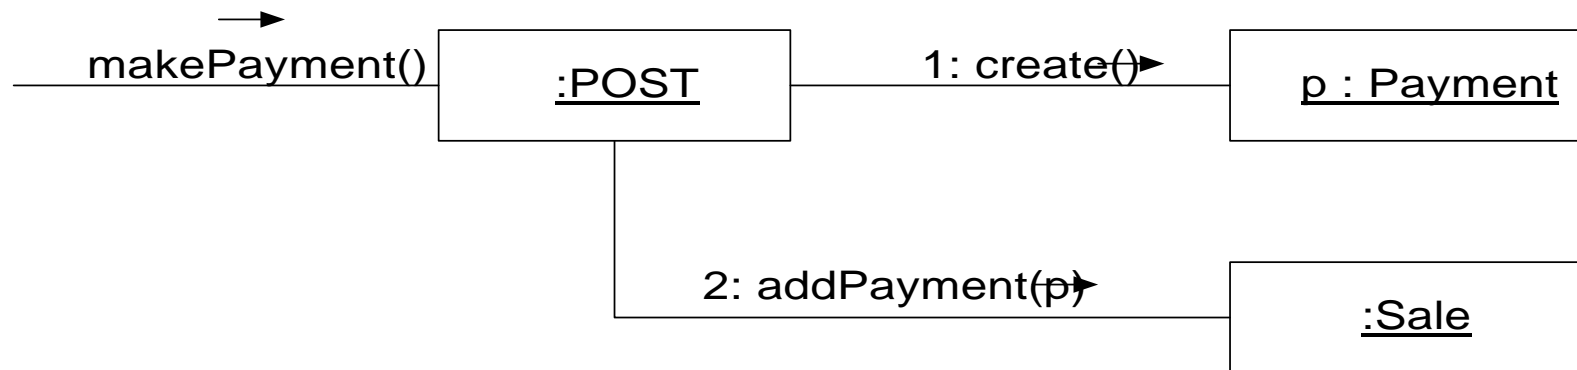 makePayment()
:POST
1: create()
p : Payment
2: addPayment(p)
:Sale